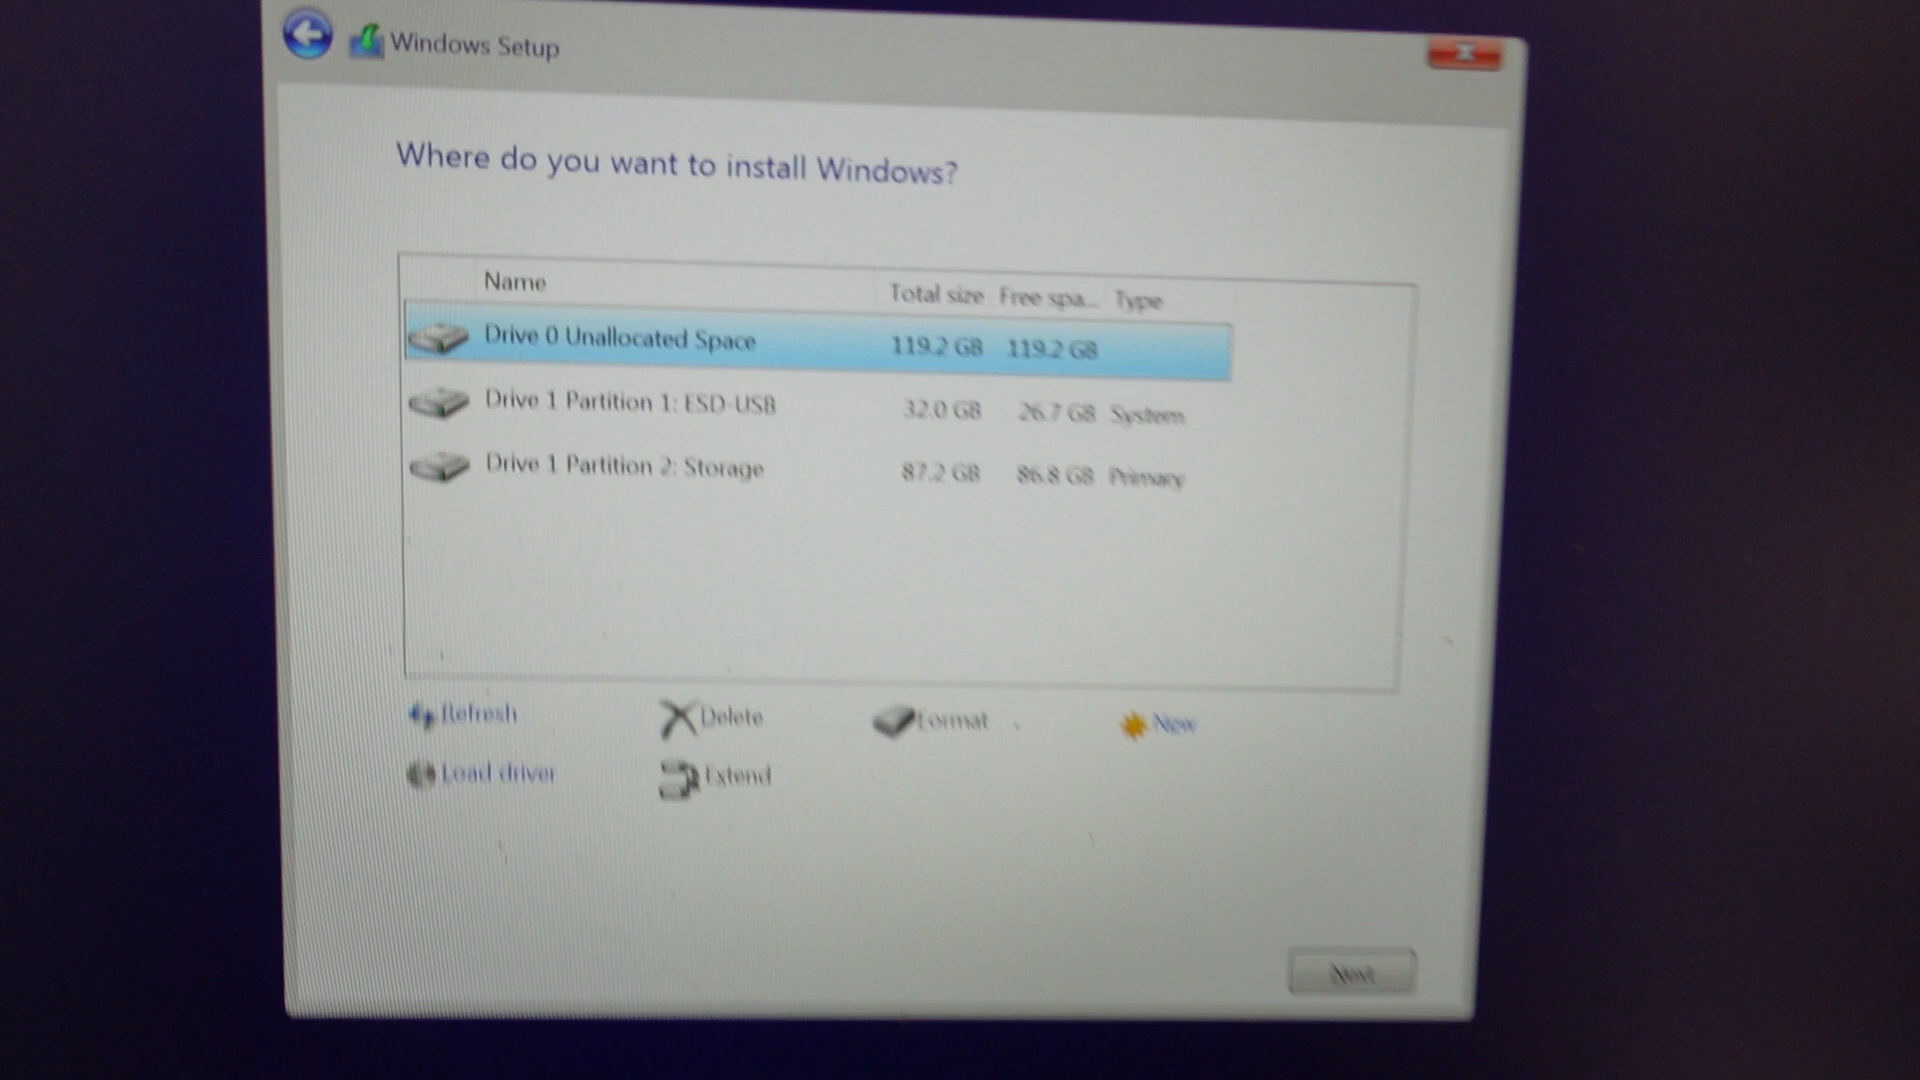 Windows Setup
Where do you want to install Windows?
Name Total size Free spa... Type
Drive 0 Unallocated Space 119.2 GB 119.2 GB
Drive 1 Partition 1: ESD-USB 32.0 GB 26.7 GB System
Drive 1 Partition 2: Storage 87.2 GB 86.8 GB Primary
Refresh Delete Format New
Load driver Extend
Next